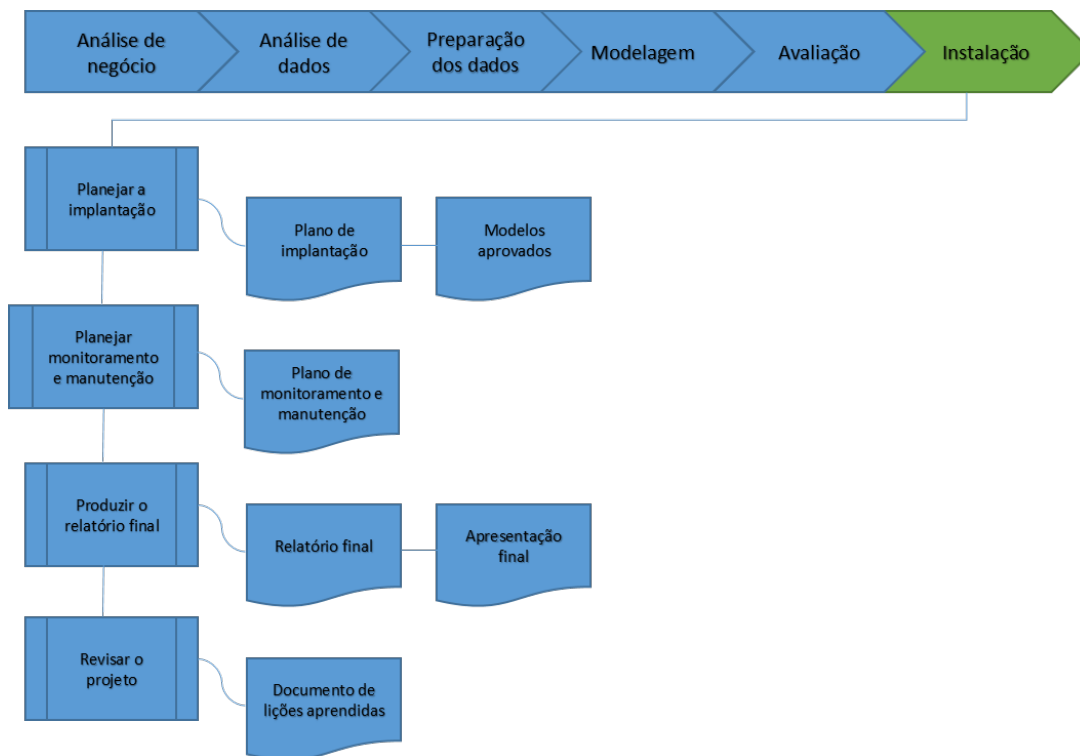 Análise de
negócio
Análise de
dados
Preparação
dos dados
Modelagem
Avaliação
Instalação
Planejar a
implantação
Plano de
implantação
Modelos
aprovados
Planejar
monitoramento
e manutenção
Plano de
monitoramento e
manutenção
Produzir o
relatório final
Relatório final
Apresentação
final
Revisar o
projeto
Documento de
lições aprendidas